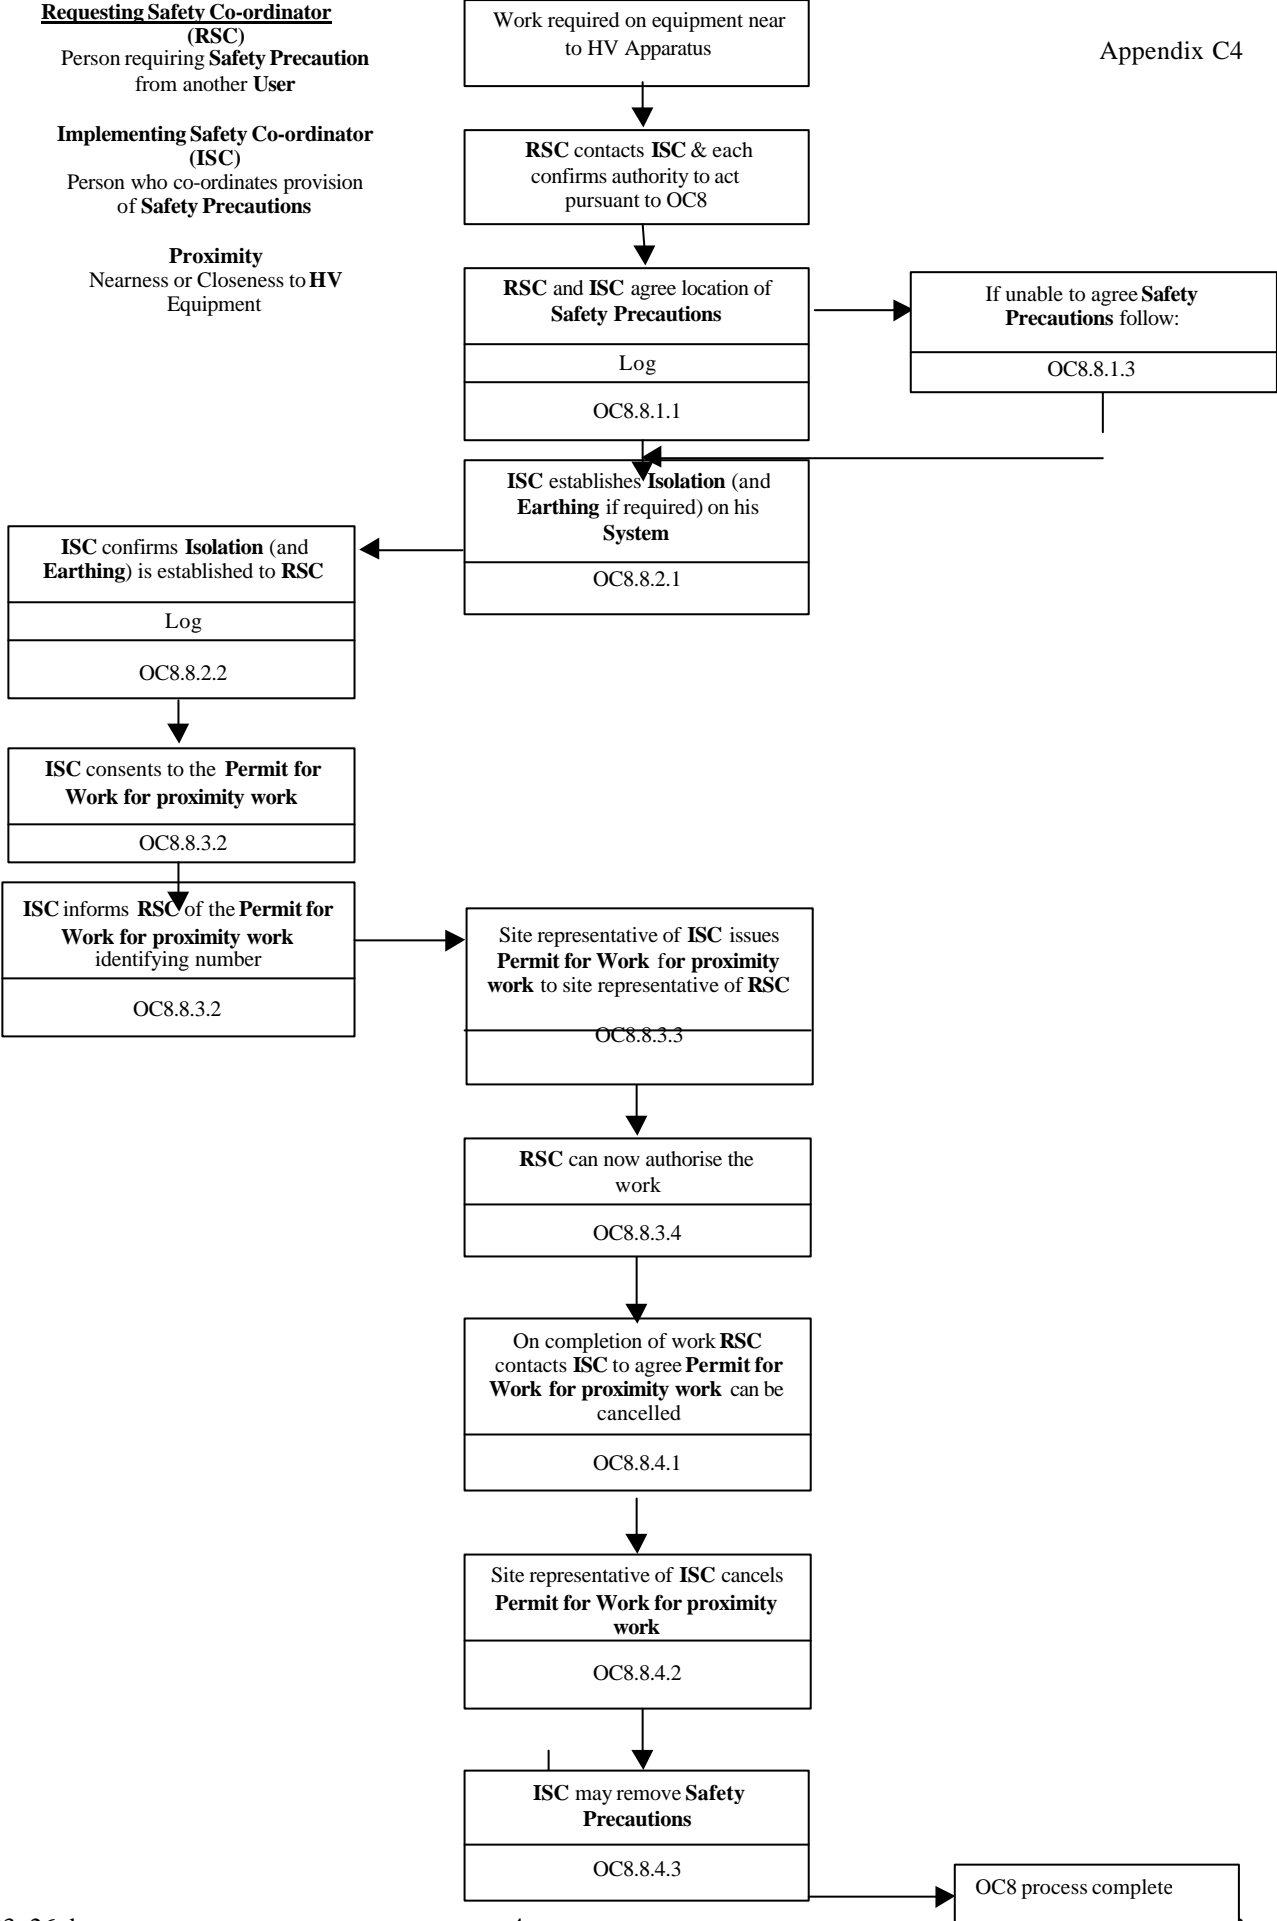 Requesting Safety Co-ordinator
(RSC)
Person requiring Safety Precaution
from another User
Implementing Safety Co-ordinator
(ISC)
Person who co-ordinates provision
of Safety Precautions
Proximity
Nearness or Closeness to HV
Equipment
Appendix C4
Work required on equipment near
to HV Apparatus
RSC contacts ISC & each
confirms authority to act
pursuant to OC8
RSC and ISC agree location of
Safety Precautions
Log
OC8.8.1.1
If unable to agree Safety
Precautions follow:
OC8.8.1.3
ISC establishes Isolation (and
Earthing if required) on his
System
OC8.8.2.1
ISC confirms Isolation (and
Earthing) is established to RSC
Log
OC8.8.2.2
ISC consents to the Permit for
Work for proximity work
OC8.8.3.2
ISC informs RSC of the Permit for
Work for proximity work
identifying number
OC8.8.3.2
Site representative of ISC issues
Permit for Work for proximity
work to site representative of RSC
OC8.8.3.3
RSC can now authorise the
work
OC8.8.3.4
On completion of work RSC
contacts ISC to agree Permit for
Work for proximity work can be
cancelled
OC8.8.4.1
Site representative of ISC cancels
Permit for Work for proximity
work
OC8.8.4.2
ISC may remove Safety
Precautions
OC8.8.4.3
OC8 process complete